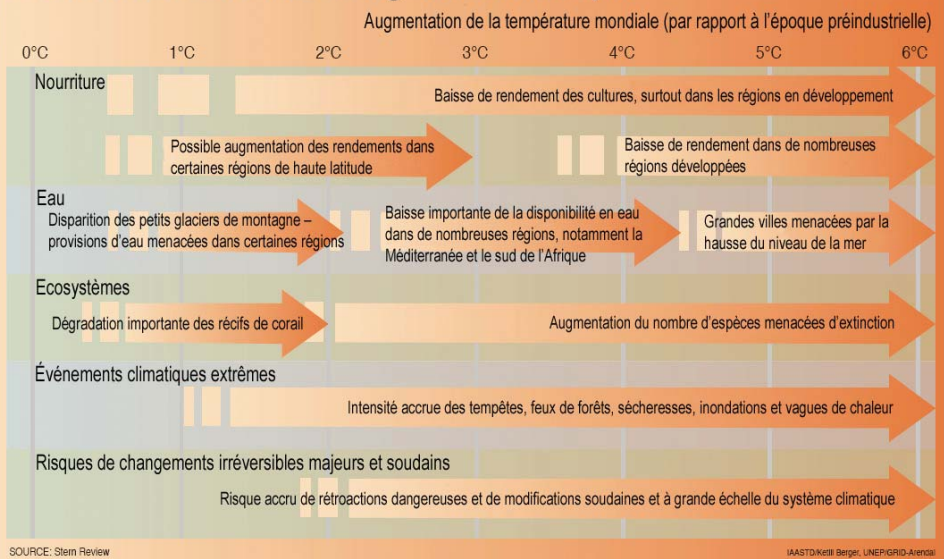 Augmentation de la température mondiale (par rapport à l'époque préindustrielle)
0°C 1°C 2°C 3°C 4°C 5°C 6°C
Nourriture
Baisse de rendement des cultures, surtout dans les régions en développement
Possible augmentation des rendements dans
certaines régions de haute latitude
Baisse de rendement dans de nombreuses
régions développées
Eau
Disparition des petits glaciers de montagne –
provisions d'eau menacées dans certaines régions
Baisse importante de la disponibilité en eau
dans de nombreuses régions, notamment la
Méditerranée et le sud de l'Afrique
Grandes villes menacées par la
hausse du niveau de la mer
Ecosystèmes
Dégradation importante des récifs de corail
Augmentation du nombre d'espèces menacées d'extinction
Événements climatiques extrêmes
Intensité accrue des tempêtes, feux de forêts, sécheresses, inondations et vagues de chaleur
Risques de changements irréversibles majeurs et soudains
Risque accru de rétroactions dangereuses et de modifications soudaines et à grande échelle du système climatique
SOURCE: Stern Review
IAASTD/Ketill Berger, UNEP/GRID-Arendal